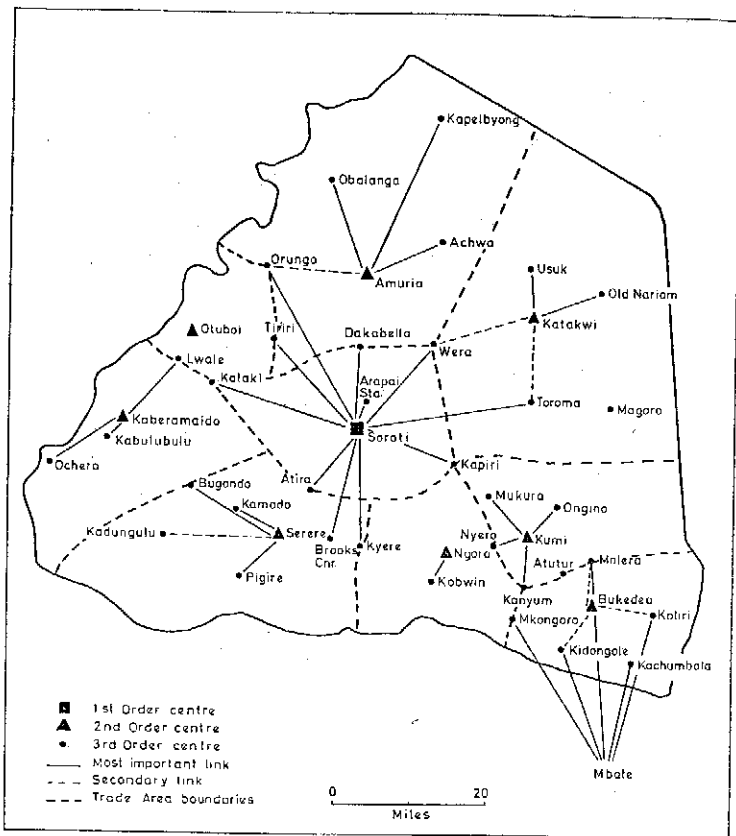 Kapelbyong
Obalanga
Achwa
Orungo
Amuria
Usuk
Old Nariam
Otuboi
Tiriri
Dakabella
Katakwi
Wera
Lwale
Kataki
Arapai
Sta.
Toroma
Magoro
Kaberamaido
Kabulubulu
Soroti
Ochero
Kapiri
Bugondo
Atira
Kamodo
Mukura
Ongino
Kadungulu
Serere
Brooks
Cnr.
Kyere
Nyero
Kumi
Ngora
Atutur
Malera
Pigire
Kobwin
Kanyum
Bukedea
Mkongoro
Kotiri
Kidongole
Kachumbala
Mbale
1st Order centre
2nd Order centre
3rd Order centre
Most important link
Secondary link
Trade Area boundaries
0 20
Miles